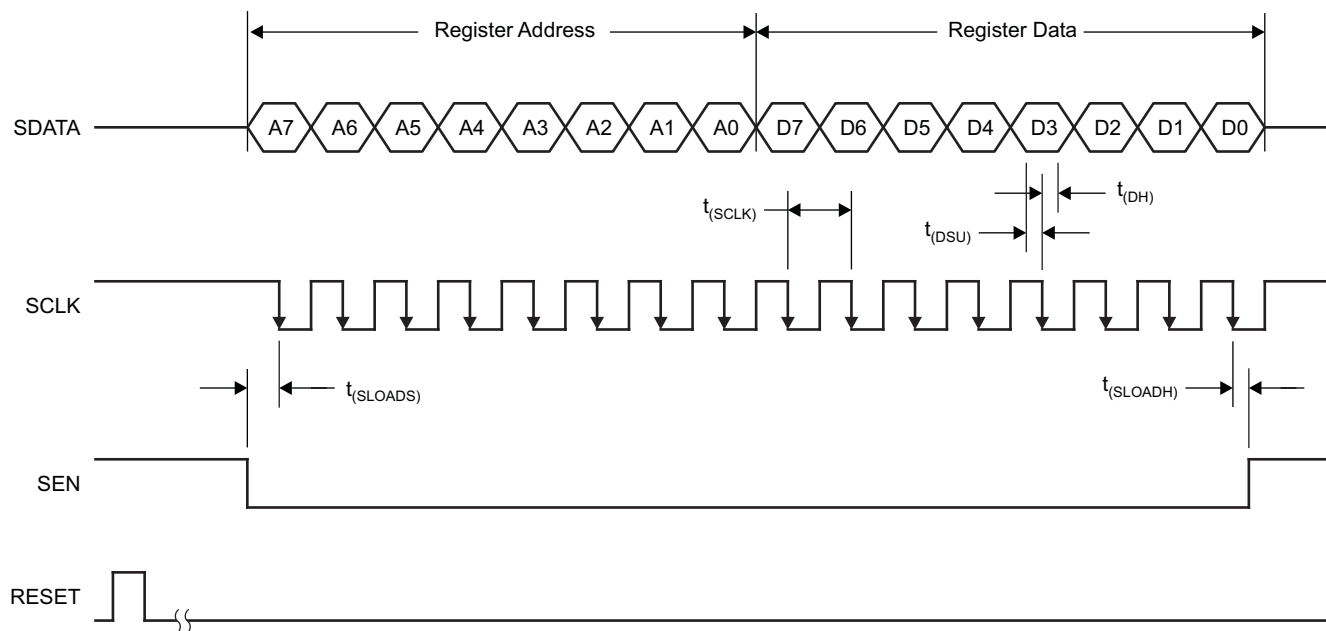 Register Address
Register Data
SDATA
A7 A6 A5 A4 A3 A2 A1 A0 D7 D6 D5 D4 D3 D2 D1 D0
t(SCLK)
t(DH)
t(DSU)
SCLK
t(SLOADS)
t(SLOADH)
SEN
RESET